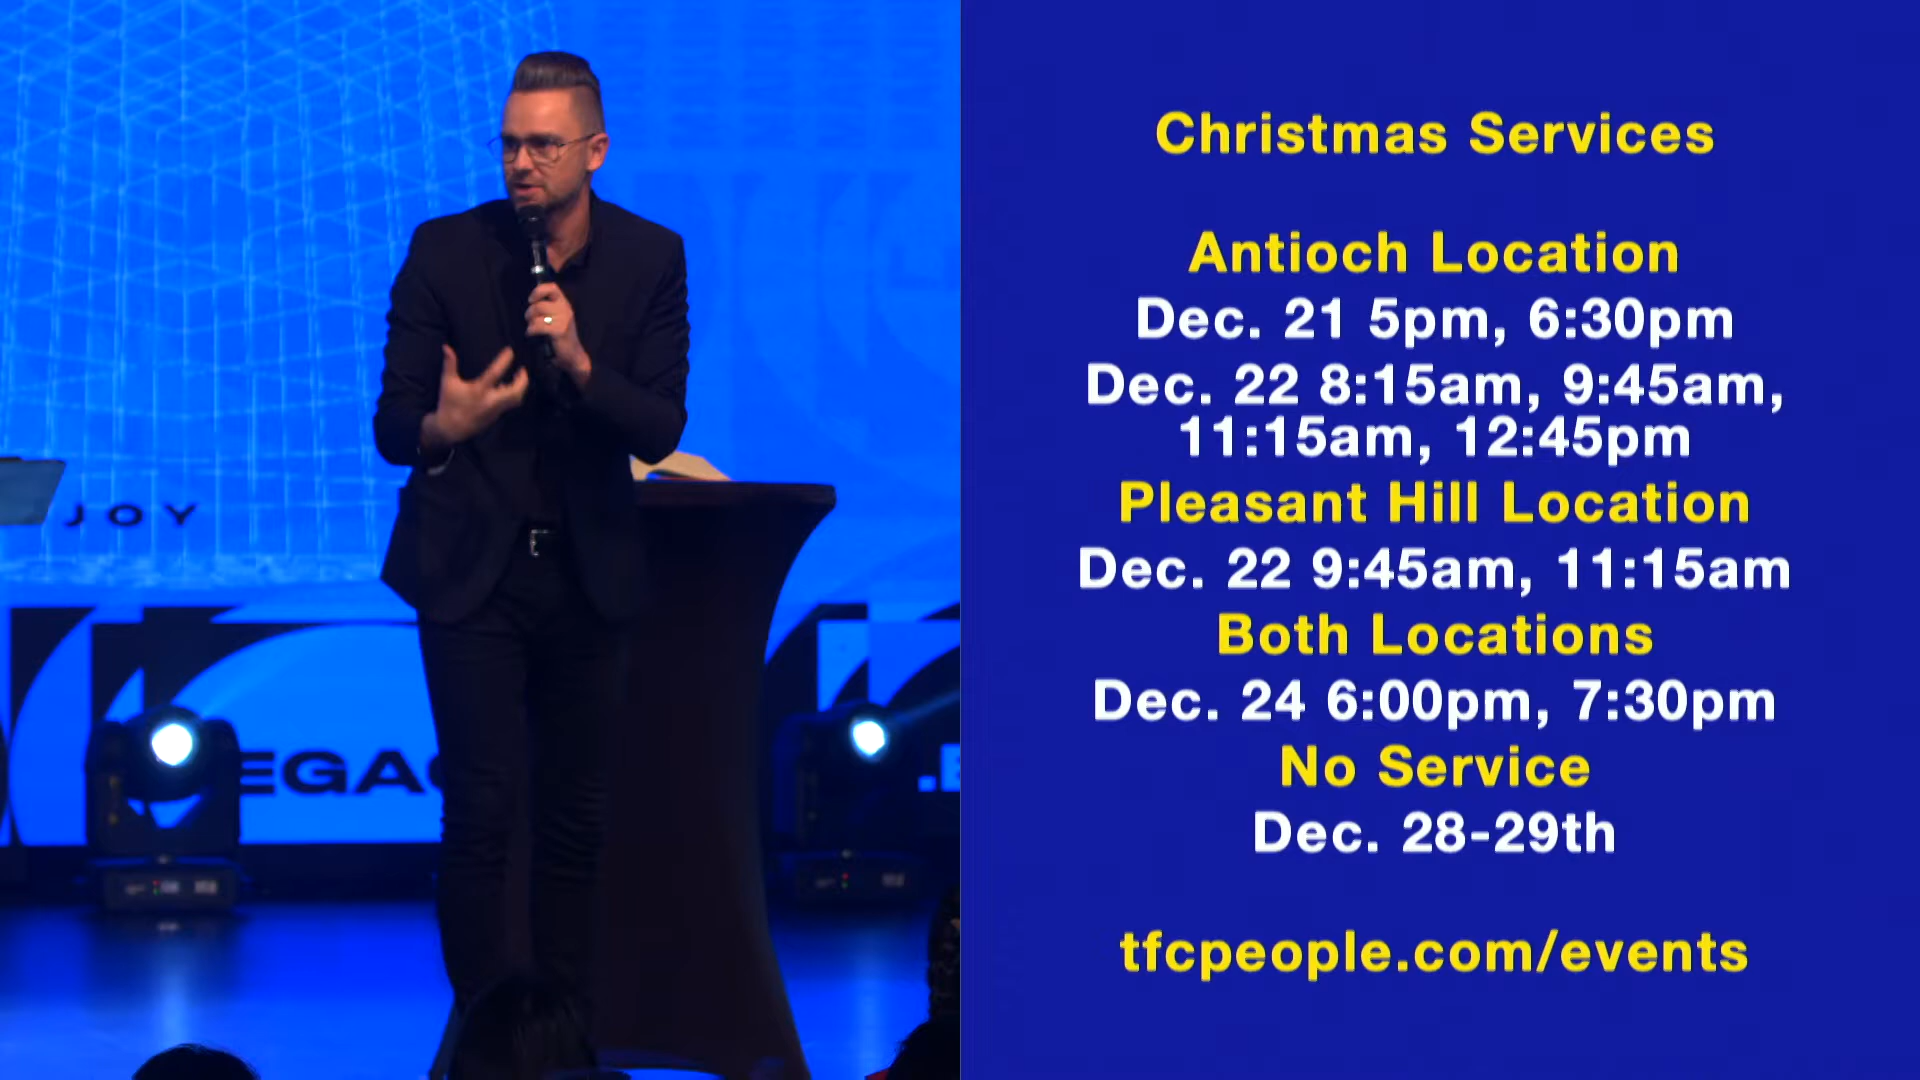 JOY
EGAC
Christmas Services
Antioch Location
Dec. 21 5pm, 6:30pm
Dec. 22 8:15am, 9:45am,
11:15am, 12:45pm
Pleasant Hill Location
Dec. 22 9:45am, 11:15am
Both Locations
Dec. 24 6:00pm, 7:30pm
No Service
Dec. 28-29th
tfcpeople.com/events